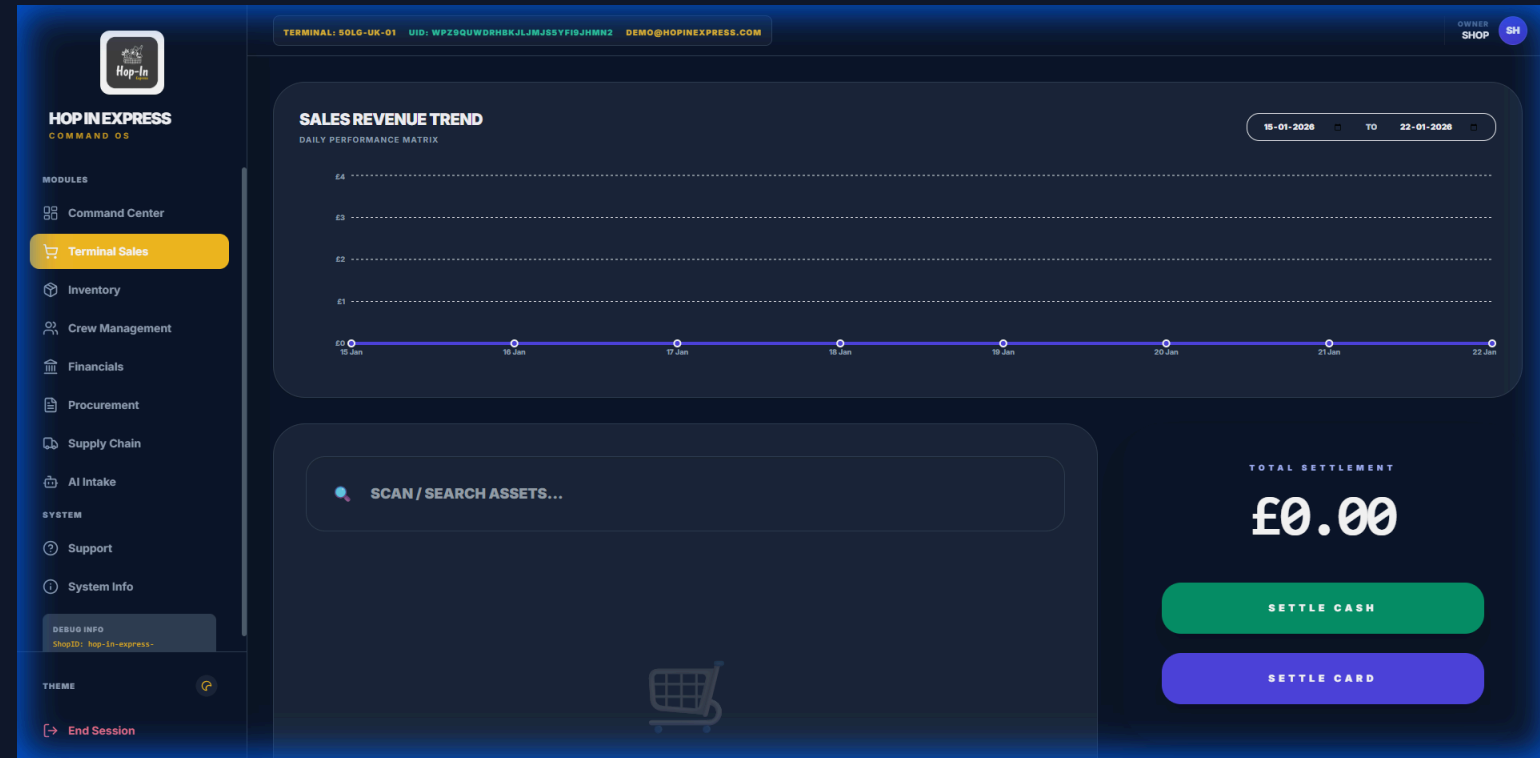 Hop-In
HOP IN EXPRESS
COMMAND OS
MODULES
Command Center
Terminal Sales
Inventory
Crew Management
Financials
Procurement
Supply Chain
AI Intake
SYSTEM
Support
System Info
DEBUG INFO
ShopID: hop-in-express-
THEME
End Session
TERMINAL: 50LG-UK-01 UID: WPZ9QUWDRHBKJLJMJS5YFI9JHMN2 DEMO@HOPINEXPRESS.COM
OWNER
SHOP
SH
SALES REVENUE TREND
DAILY PERFORMANCE MATRIX
15-01-2026 TO 22-01-2026
£4
£3
£2
£1
£0
15 Jan 16 Jan 17 Jan 18 Jan 19 Jan 20 Jan 21 Jan 22 Jan
SCAN / SEARCH ASSETS...
TOTAL SETTLEMENT
£0.00
SETTLE CASH
SETTLE CARD